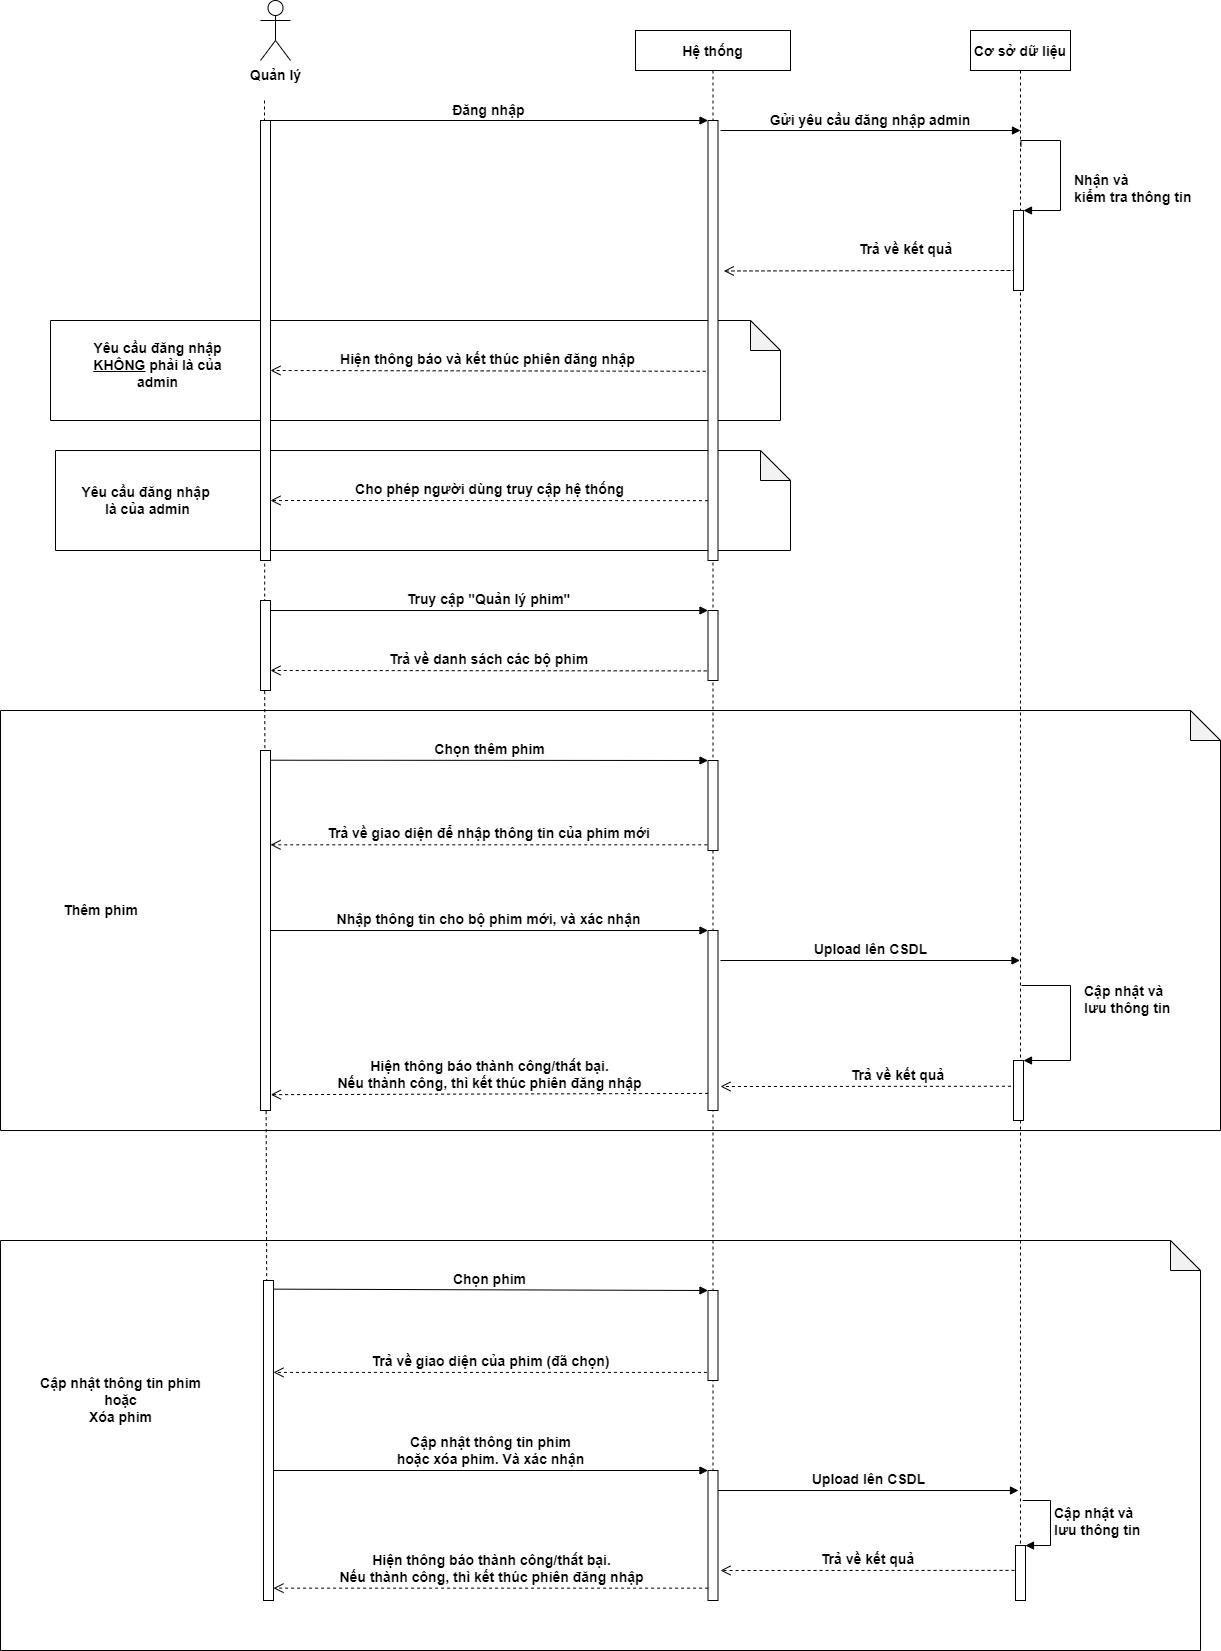 Quản lý
Hệ thống
Cơ sở dữ liệu
Đăng nhập
Gửi yêu cầu đăng nhập admin
Nhận và
kiểm tra thông tin
Trả về kết quả
Yêu cầu đăng nhập
KHÔNG phải là của
admin
Hiện thông báo và kết thúc phiên đăng nhập
Yêu cầu đăng nhập
là của admin
Cho phép người dùng truy cập hệ thống
Truy cập "Quản lý phim"
Trả về danh sách các bộ phim
Chọn thêm phim
Trả về giao diện để nhập thông tin của phim mới
Thêm phim
Nhập thông tin cho bộ phim mới, và xác nhận
Upload lên CSDL
Cập nhật và
lưu thông tin
Hiện thông báo thành công/thất bại.
Nếu thành công, thì kết thúc phiên đăng nhập
Trả về kết quả
Chọn phim
Trả về giao diện của phim (đã chọn)
Cập nhật thông tin phim
hoặc
Xóa phim
Cập nhật thông tin phim
hoặc xóa phim. Và xác nhận
Upload lên CSDL
Cập nhật và
lưu thông tin
Hiện thông báo thành công/thất bại.
Nếu thành công, thì kết thúc phiên đăng nhập
Trả về kết quả